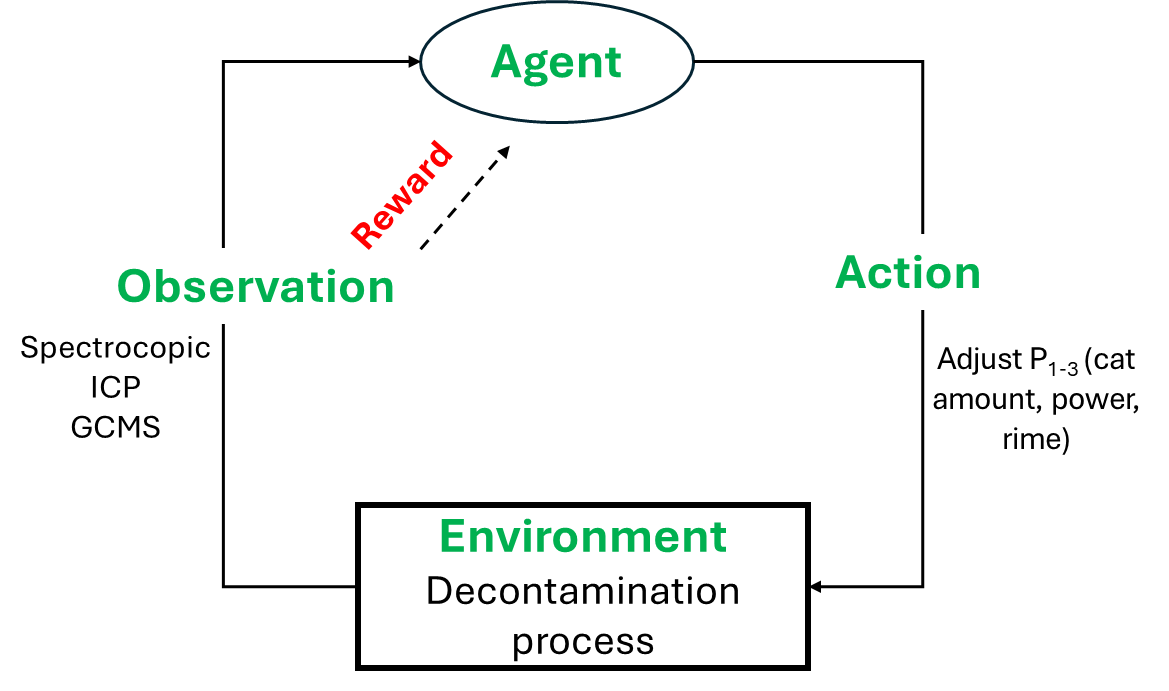 Agent
Reward
Observation
Spectrocopic
ICP
GCMS
Action
Adjust P₁₋₃ (cat
amount, power,
rime)
Environment
Decontamination
process